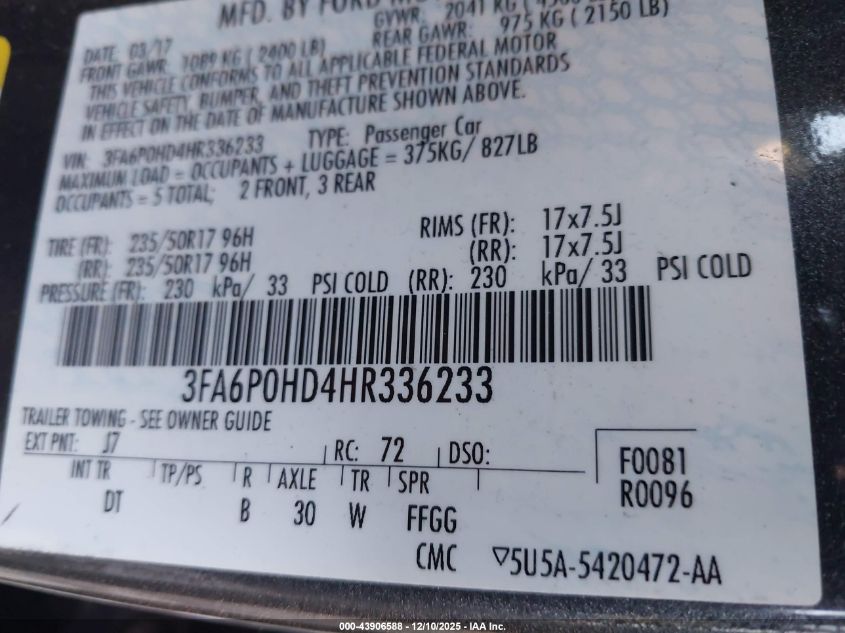 MFD. BY FORD
DATE: 03/17 GVWR: 2041 KG (
FRONT GAWR: 1089 KG (2400 LB) REAR GAWR: 975 KG (2150 LB)
THIS VEHICLE CONFORMS TO ALL APPLICABLE FEDERAL MOTOR
VEHICLE SAFETY, BUMPER, AND THEFT PREVENTION STANDARDS
IN EFFECT ON THE DATE OF MANUFACTURE SHOWN ABOVE.
VIN: 3FA6P0HD4HR336233 TYPE: Passenger Car
MAXIMUM LOAD = OCCUPANTS + LUGGAGE = 375KG/ 827LB
OCCUPANTS = 5 TOTAL; 2 FRONT, 3 REAR
TIRE (FR): 235/50R17 96H RIMS (FR): 17x7.5J
(RR): 235/50R17 96H (RR): 17x7.5J
PRESSURE (FR): 230 kPa/ 33 PSI COLD (RR): 230 kPa/ 33 PSI COLD
3FA6P0HD4HR336233
TRAILER TOWING - SEE OWNER GUIDE
EXT PNT: J7 RC: 72 DSO:
INT TR TP/PS R AXLE TR SPR
DT B 30 W FFGG
F0081
R0096
CMC ▽5U5A-5420472-AA
000-43906588 - 12/10/2025 - IAA Inc.